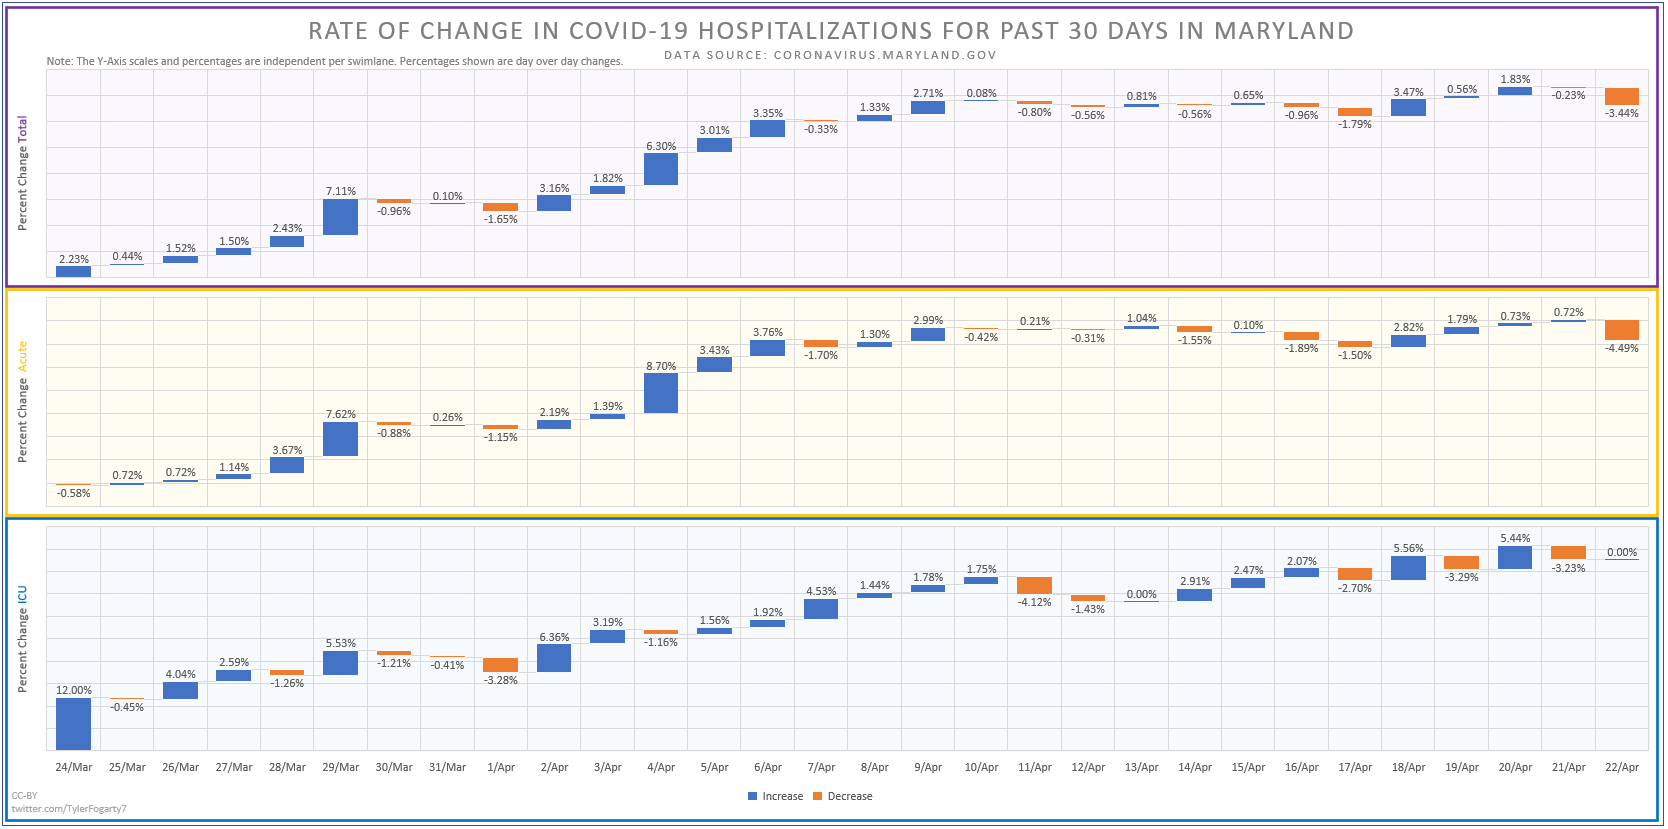 RATE OF CHANGE IN COVID-19 HOSPITALIZATIONS FOR PAST 30 DAYS IN MARYLAND
DATA SOURCE: CORONAVIRUS.MARYLAND.GOV
Note: The Y-Axis scales and percentages are independent per swimlane. Percentages shown are day over day changes.
Percent Change Total
2.23% 0.44% 1.52% 1.50% 2.43% 7.11% -0.96% 0.10% -1.65% 3.16% 1.82% 6.30% 3.01% 3.35% -0.33% 1.33% 2.71% 0.08% -0.80% -0.56% 0.81% -0.56% 0.65% -0.96% -1.79% 3.47% 0.56% 1.83% -0.23% -3.44%
Percent Change Acute
-0.58% 0.72% 0.72% 1.14% 3.67% 7.62% -0.88% 0.26% -1.15% 2.19% 1.39% 8.70% 3.43% 3.76% -1.70% 1.30% 2.99% -0.42% 0.21% -0.31% 1.04% -1.55% 0.10% -1.89% -1.50% 2.82% 1.79% 0.73% 0.72% -4.49%
Percent Change ICU
12.00% -0.45% 4.04% 2.59% -1.26% 5.53% -1.21% -0.41% -3.28% 6.36% 3.19% -1.16% 1.56% 1.92% 4.53% 1.44% 1.78% 1.75% -4.12% -1.43% 0.00% 2.91% 2.47% 2.07% -2.70% 5.56% -3.29% 5.44% -3.23% 0.00%
24/Mar 25/Mar 26/Mar 27/Mar 28/Mar 29/Mar 30/Mar 31/Mar 1/Apr 2/Apr 3/Apr 4/Apr 5/Apr 6/Apr 7/Apr 8/Apr 9/Apr 10/Apr 11/Apr 12/Apr 13/Apr 14/Apr 15/Apr 16/Apr 17/Apr 18/Apr 19/Apr 20/Apr 21/Apr 22/Apr
Increase Decrease
CC-BY
twitter.com/TylerFogarty7